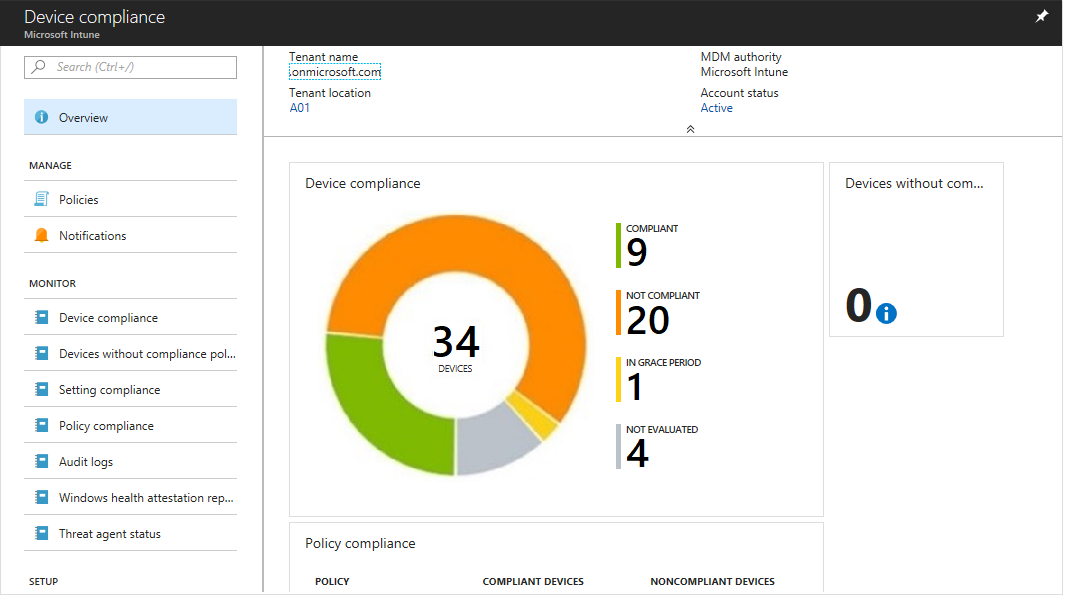 Device compliance
Microsoft Intune
Search (Ctrl+/)
Overview
MANAGE
Policies
Notifications
MONITOR
Device compliance
Devices without compliance pol...
Setting compliance
Policy compliance
Audit logs
Windows health attestation rep...
Threat agent status
SETUP
Tenant name
.onmicrosoft.com
Tenant location
A01
MDM authority
Microsoft Intune
Account status
Active
Device compliance
34
DEVICES
COMPLIANT
9
NOT COMPLIANT
20
IN GRACE PERIOD
1
NOT EVALUATED
4
Devices without com...
0
Policy compliance
POLICY COMPLIANT DEVICES NONCOMPLIANT DEVICES